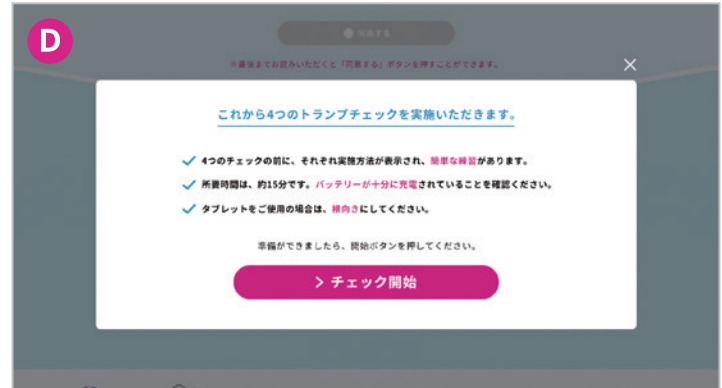 D
同意する
※最後までお読みいただくと「同意する」ボタンを押すことができます。
これから4つのトランプチェックを実施いただきます。
4つのチェックの前に、それぞれ実施方法が表示され、簡単な練習があります。
所要時間は、約15分です。バッテリーが十分に充電されていることを確認ください。
タブレットをご使用の場合は、横向きにしてください。
準備ができましたら、開始ボタンを押してください。
> チェック開始